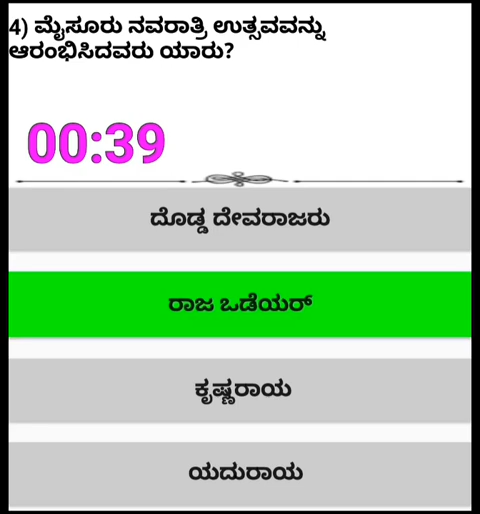 4) ಮೈಸೂರು ನವರಾತ್ರಿ ಉತ್ಸವವನ್ನು
ಆರಂಭಿಸಿದವರು ಯಾರು?
00:39
ದೊಡ್ಡ ದೇವರಾಜರು
ರಾಜ ಒಡೆಯರ್
ಕೃಷ್ಣರಾಯ
ಯದುರಾಯ